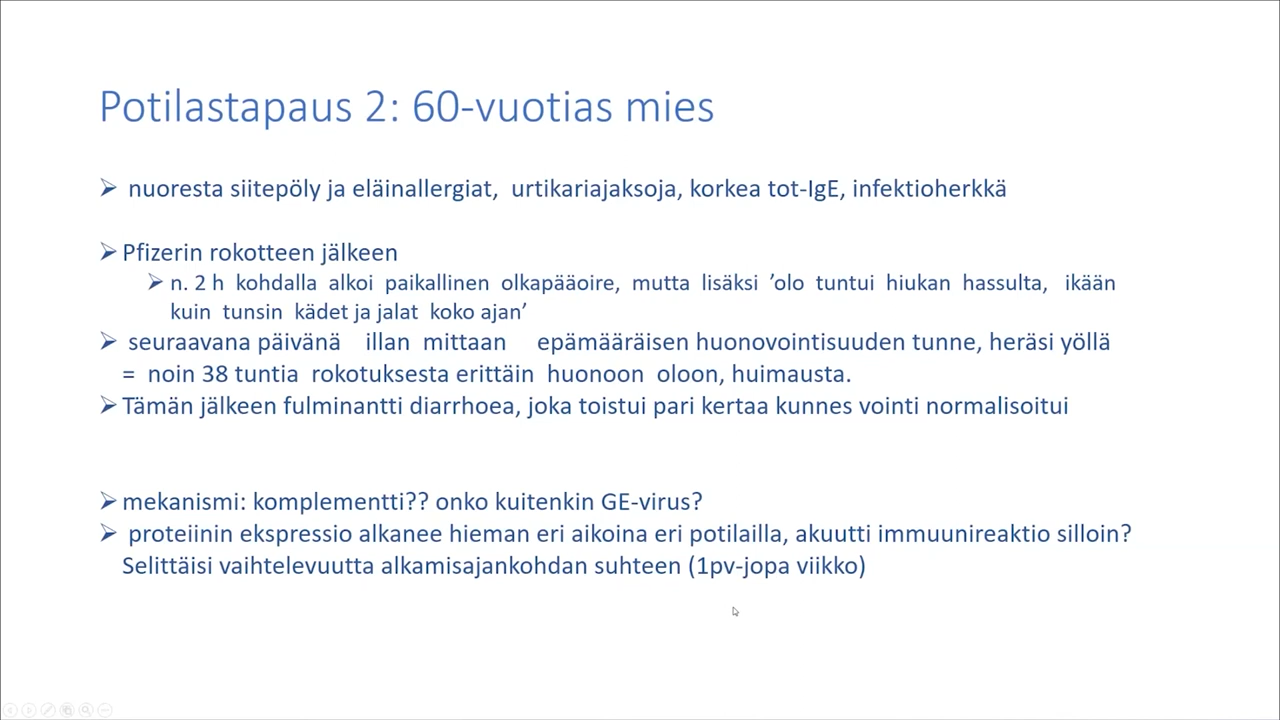 Potilastapaus 2: 60-vuotias mies
nuoresta siitepöly ja eläinallergiat, urtikariajaksoja, korkea tot-IgE, infektioherkkä
Pfizerin rokotteen jälkeen
n. 2 h kohdalla alkoi paikallinen olkapääoire, mutta lisäksi 'olo tuntui hiukan hassulta, ikään
kuin tunsin kädet ja jalat koko ajan'
seuraavana päivänä illan mittaan epämääräisen huonovointisuuden tunne, heräsi yöllä
= noin 38 tuntia rokotuksesta erittäin huonoon oloon, huimausta.
Tämän jälkeen fulminantti diarrhoea, joka toistui pari kertaa kunnes vointi normalisoitui
mekanismi: komplementti?? onko kuitenkin GE-virus?
proteiinin ekspressio alkanee hieman eri aikoina eri potilailla, akuutti immuunireaktio silloin?
Selittäisi vaihtelevuutta alkamisajankohdan suhteen (1pv-jopa viikko)